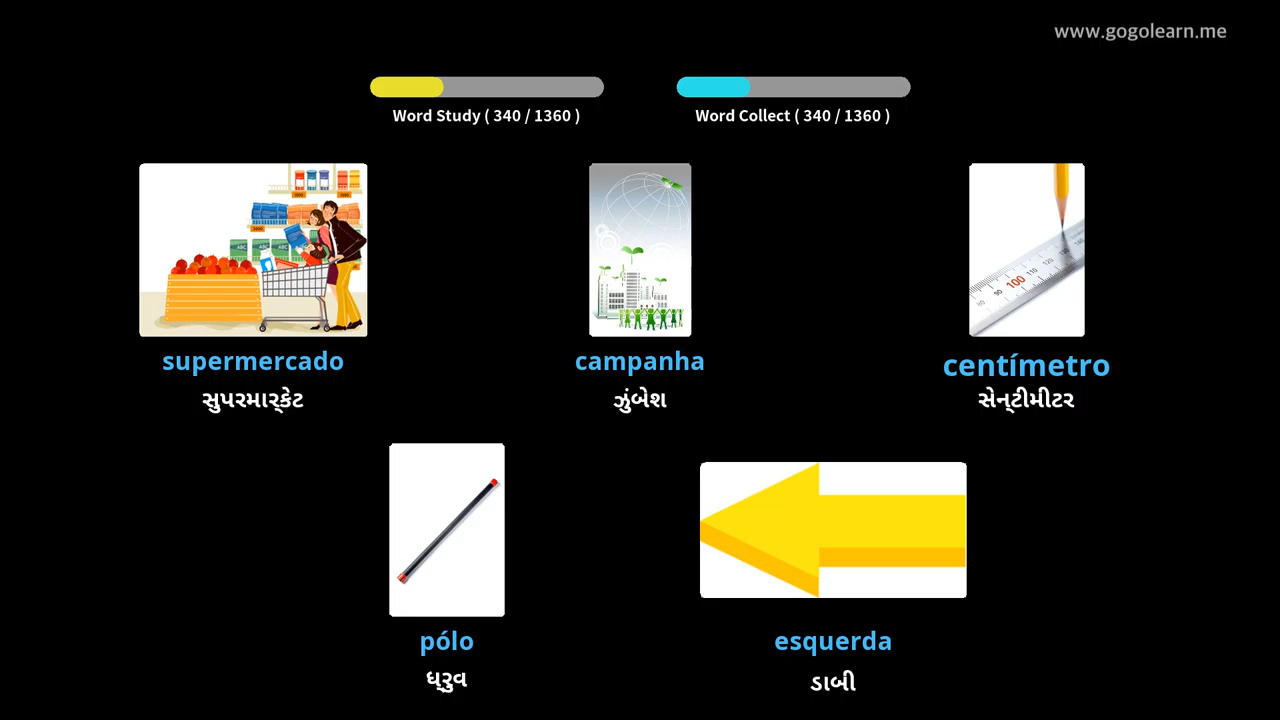 www.gogolearn.me
Word Study ( 340 / 1360 )
Word Collect ( 340 / 1360 )
supermercado
campanha
centímetro
સુપરમાર્કેટ
ઝુંબેશ
સેન્ટીમીટર
pólo
esquerda
ધ્રુવ
ડાબી